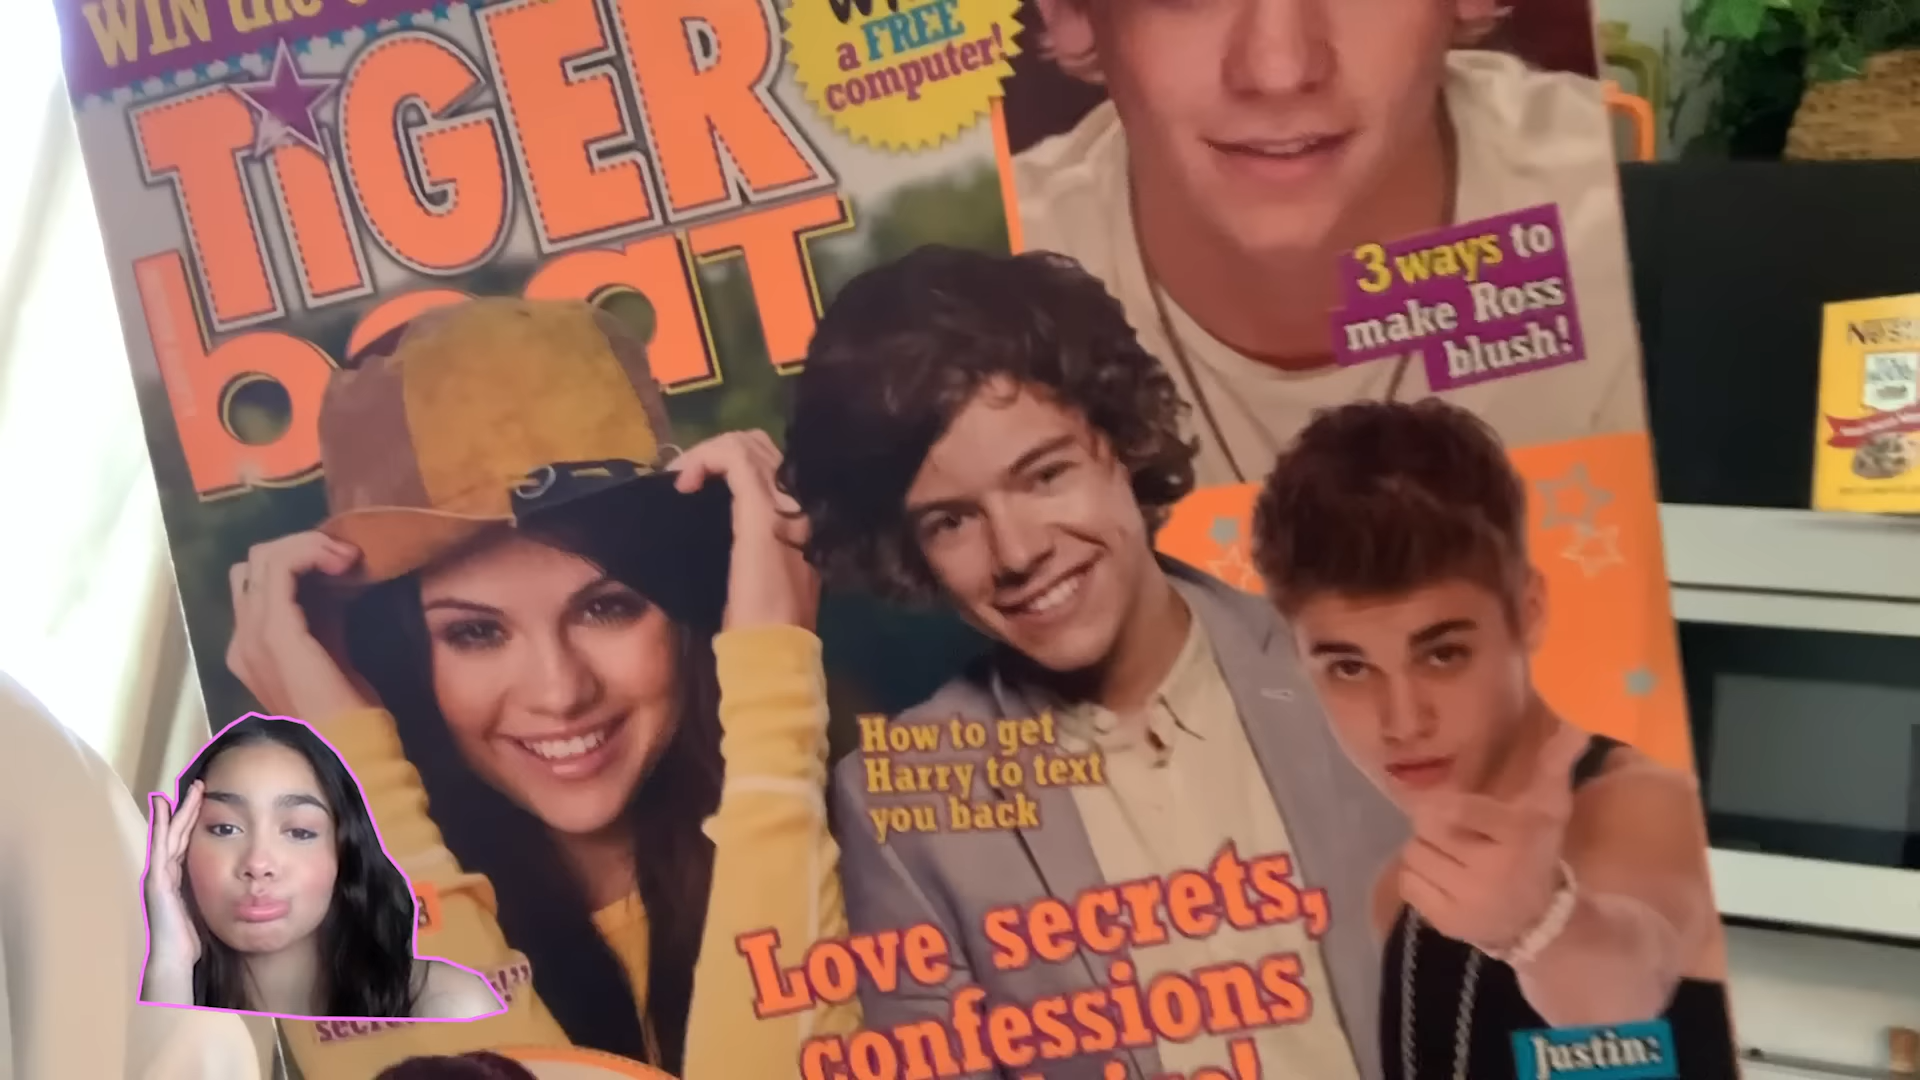 WIN the
TiGER
beat
a FREE
computer!
3 ways to
make Ross
blush!
How to get
Harry to text
you back
Love secrets,
confessions
Justin: